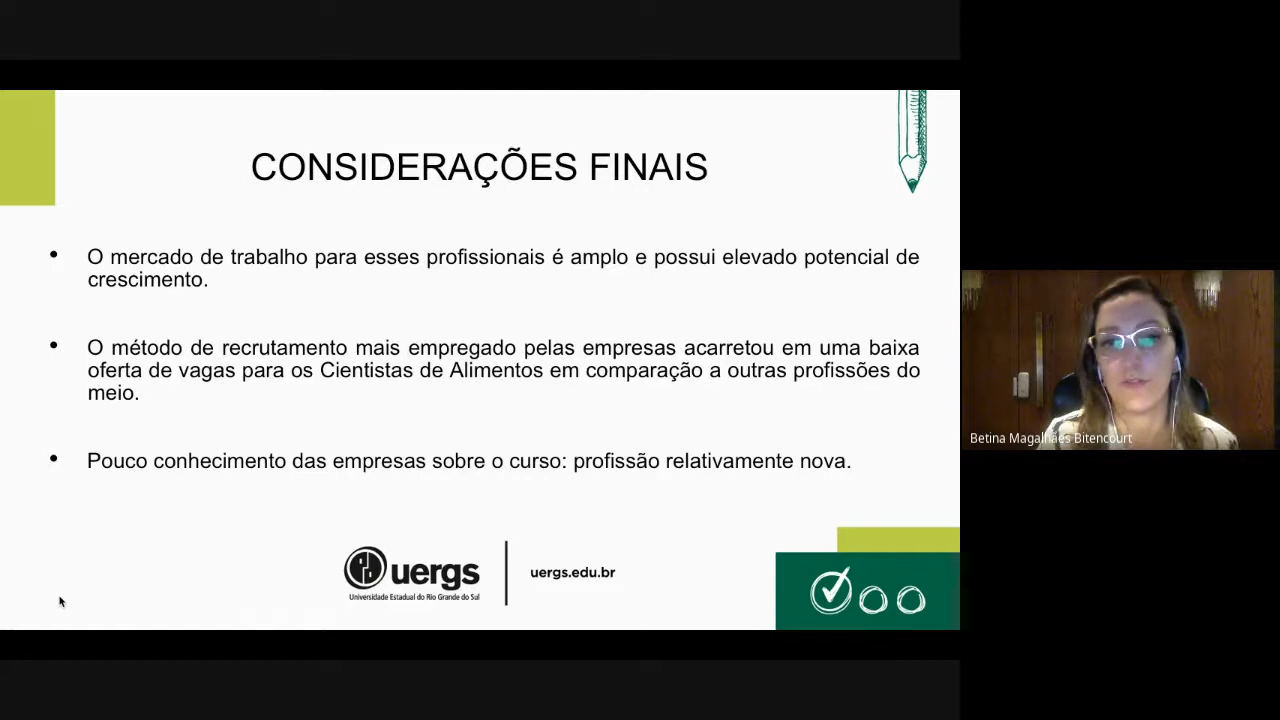 CONSIDERAÇÕES FINAIS
• O mercado de trabalho para esses profissionais é amplo e possui elevado potencial de
crescimento.
• O método de recrutamento mais empregado pelas empresas acarretou em uma baixa
oferta de vagas para os Cientistas de Alimentos em comparação a outras profissões do
meio.
• Pouco conhecimento das empresas sobre o curso: profissão relativamente nova.
uergs
Universidade Estadual do Rio Grande do Sul
uergs.edu.br
Betina Magalhães Bitencourt